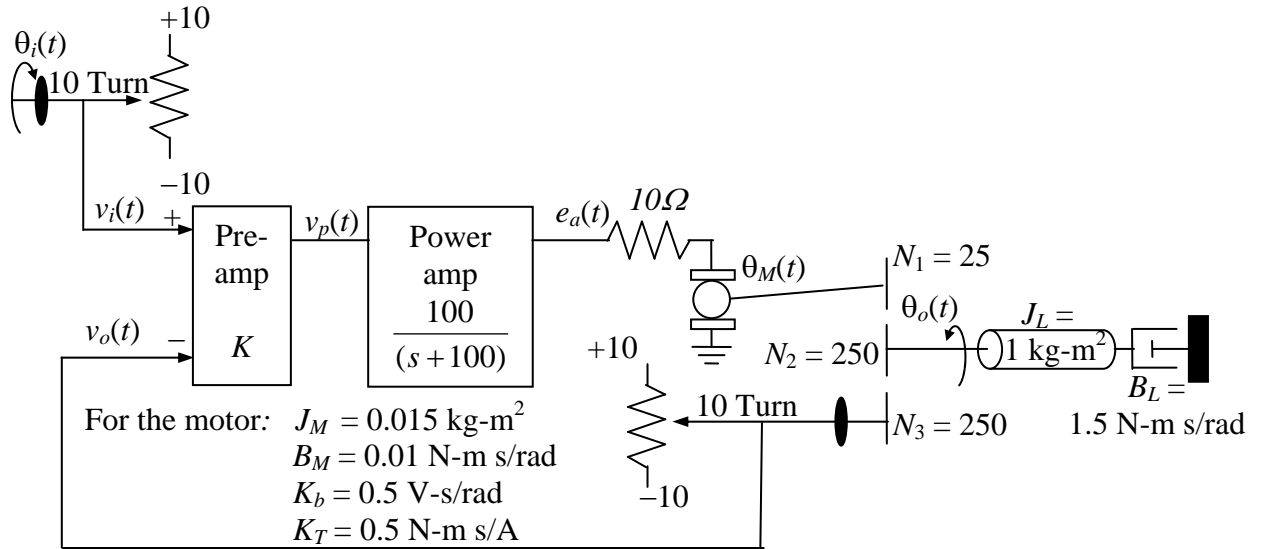 +10
θi(t)
10 Turn
−10
vi(t)
+
Pre-
amp
K
vp(t)
Power
amp
100
(s+100)
ea(t)
10Ω
θM(t)
N1 = 25
θo(t)
JL =
1 kg-m2
N2 = 250
BL =
1.5 N-m s/rad
vo(t)
−
+10
10 Turn
−10
N3 = 250
For the motor: JM = 0.015 kg-m2
BM = 0.01 N-m s/rad
Kb = 0.5 V-s/rad
KT = 0.5 N-m s/A